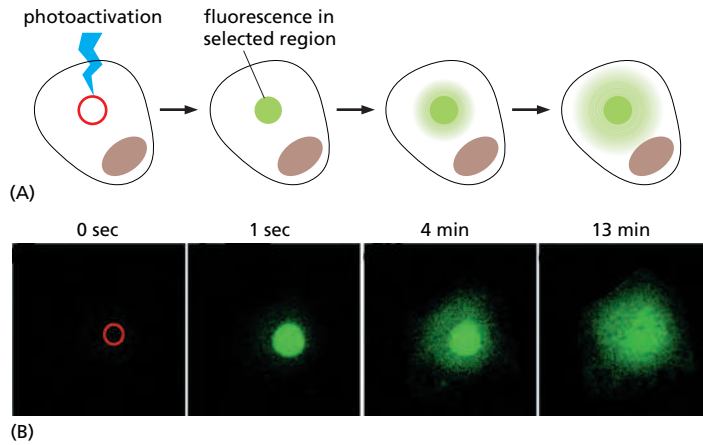 photoactivation
fluorescence in
selected region
(A)
0 sec
1 sec
4 min
13 min
(B)